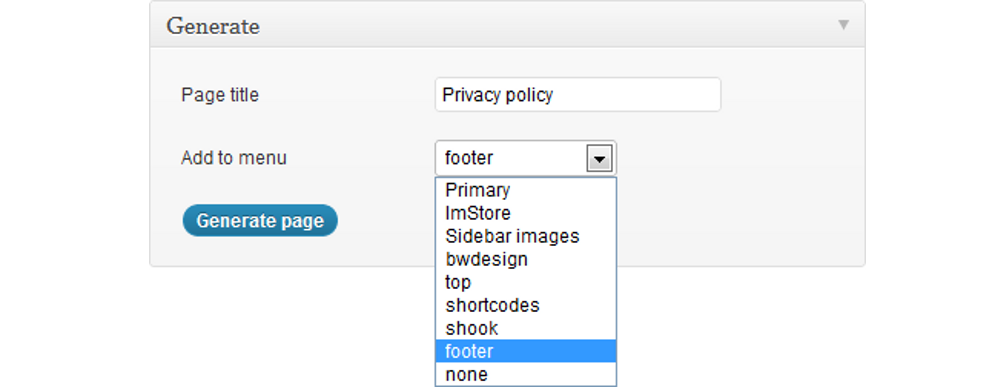 Generate
Page title
Privacy policy
Add to menu
footer
Primary
ImStore
Sidebar images
bwdesign
top
shortcodes
shook
footer
none
Generate page